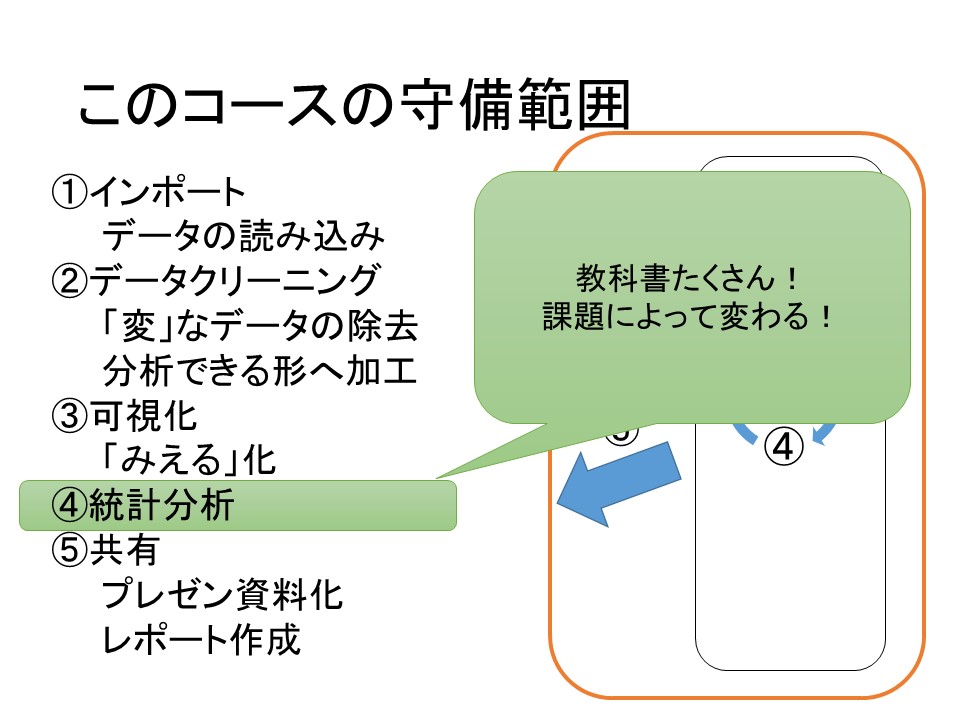 このコースの守備範囲
①インポート
データの読み込み
②データクリーニング
「変」なデータの除去
分析できる形へ加工
③可視化
「みえる」化
④統計分析
⑤共有
プレゼン資料化
レポート作成
教科書たくさん！
課題によって変わる！
④